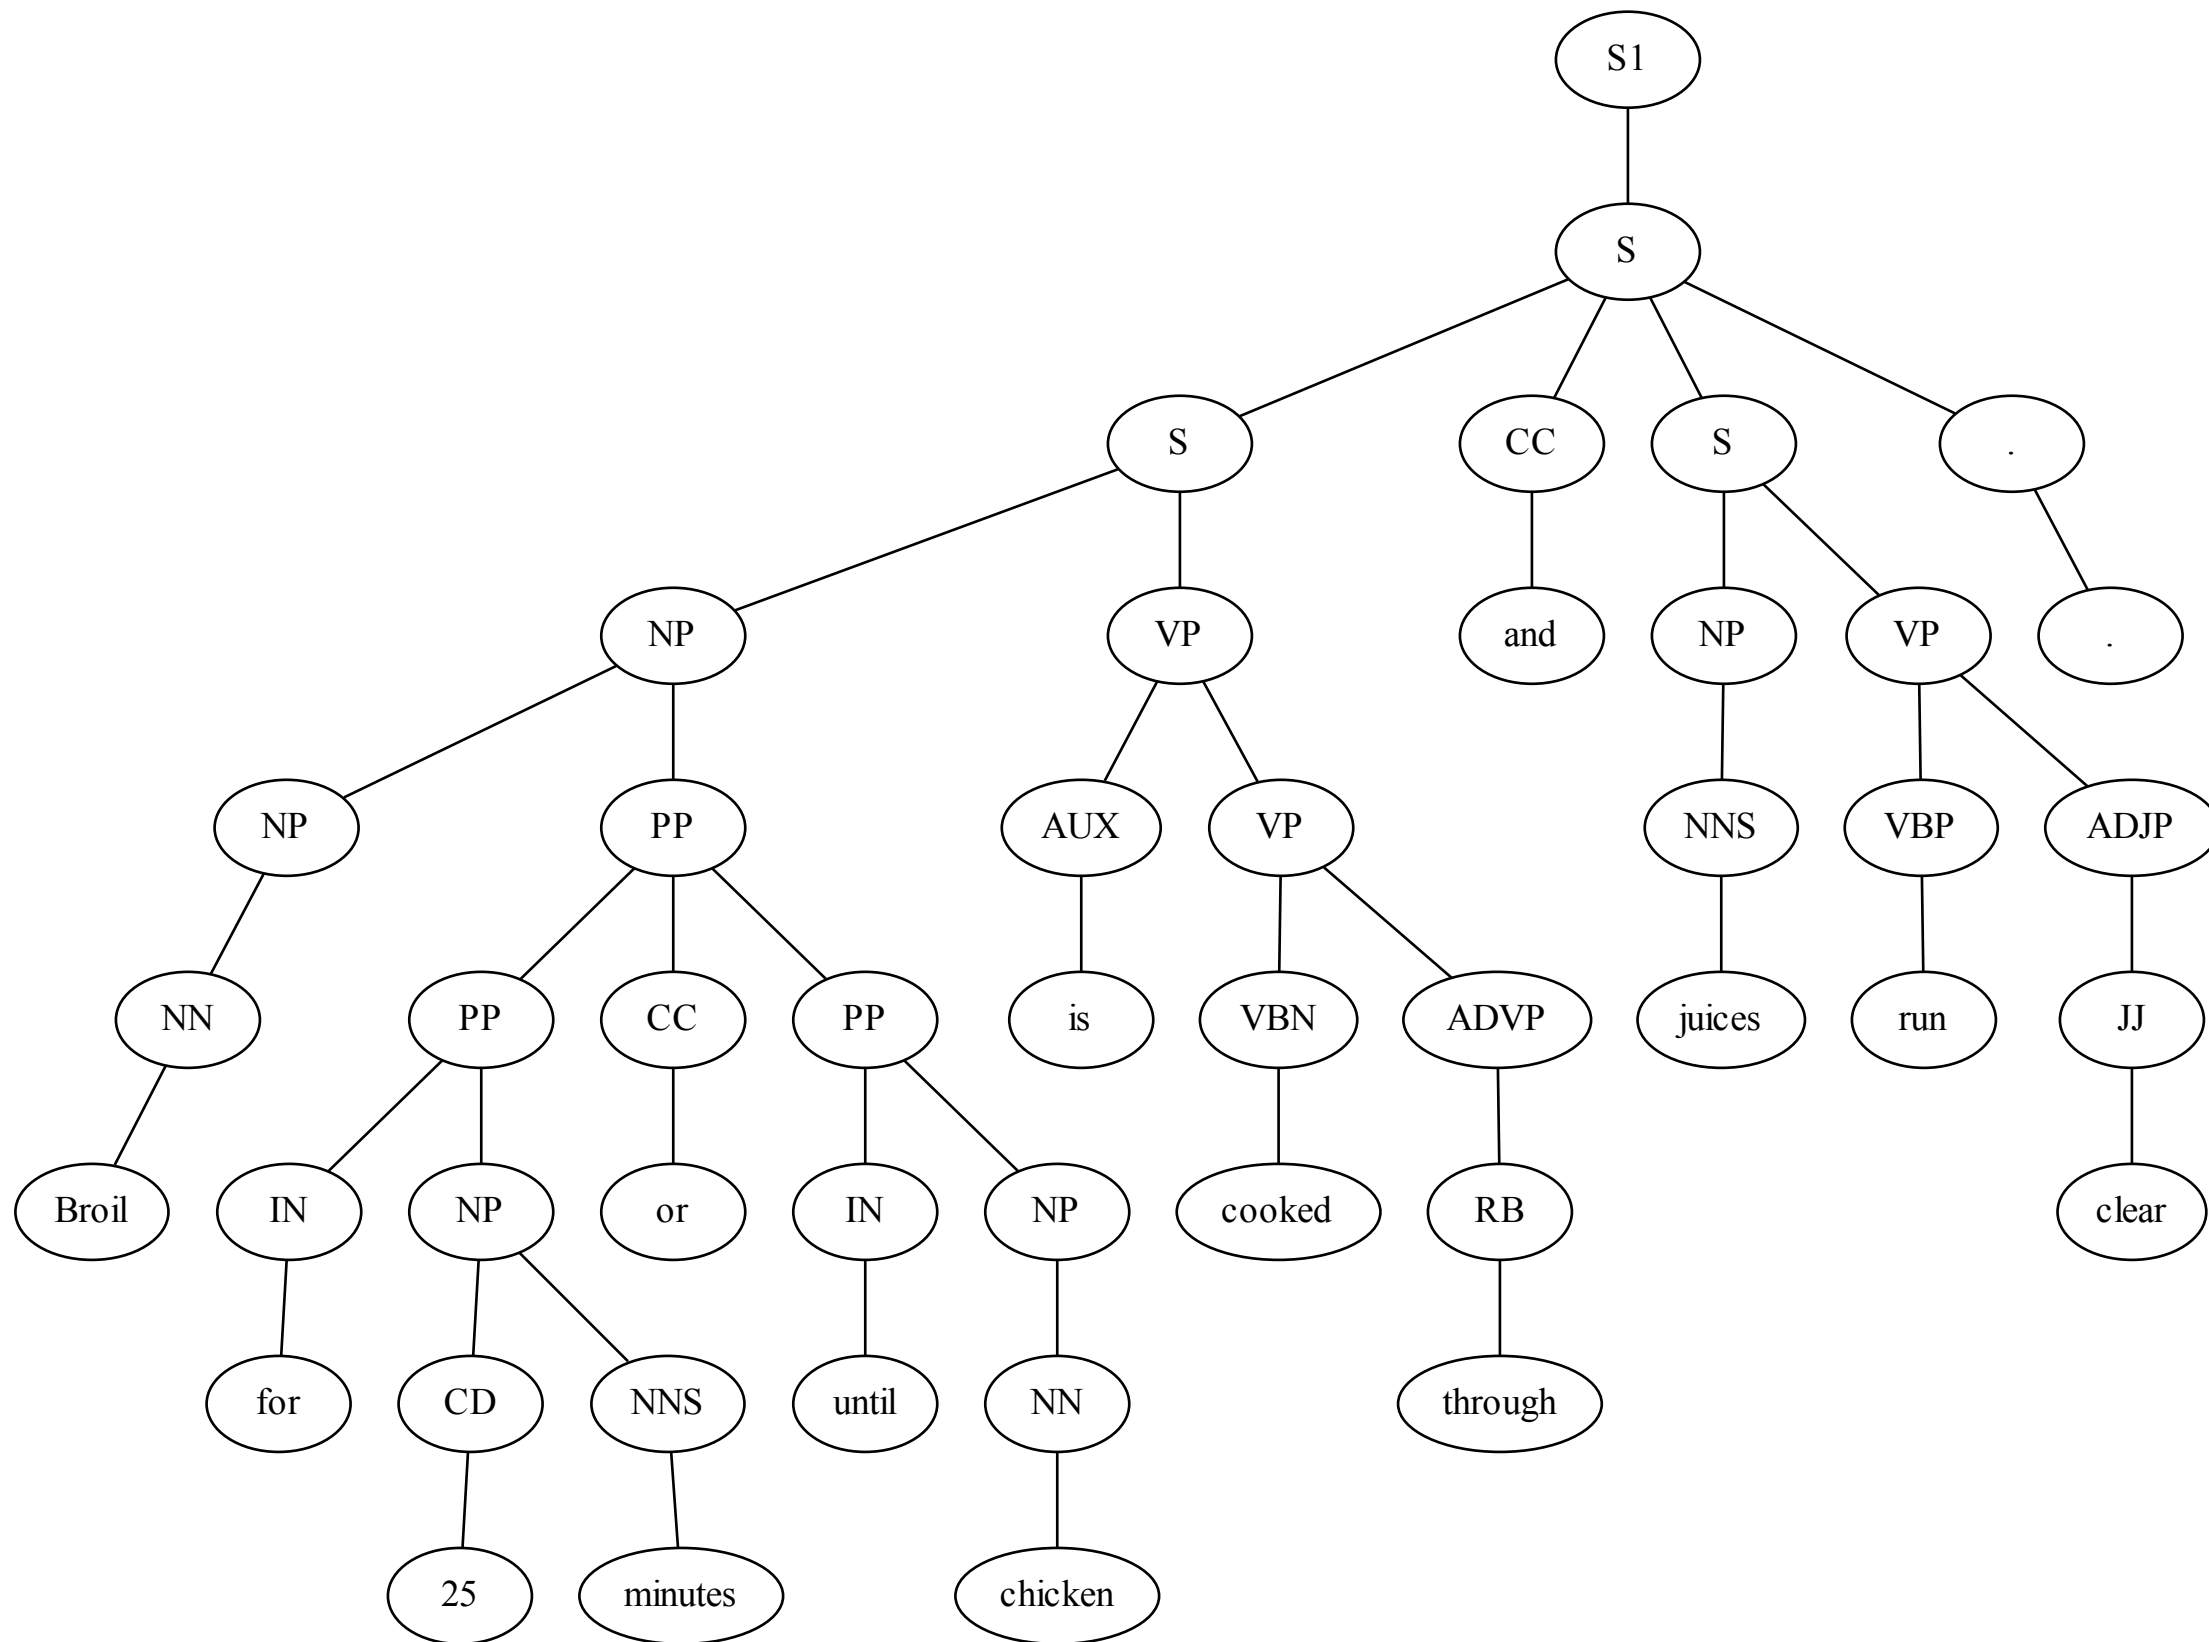 S1
S
S CC S .
NP VP and NP VP .
NP PP AUX VP NNS VBP ADJP
NN PP CC PP is VBN ADVP juices run JJ
Broil IN NP or IN NP cooked RB clear
for CD NNS until NN through
25 minutes chicken